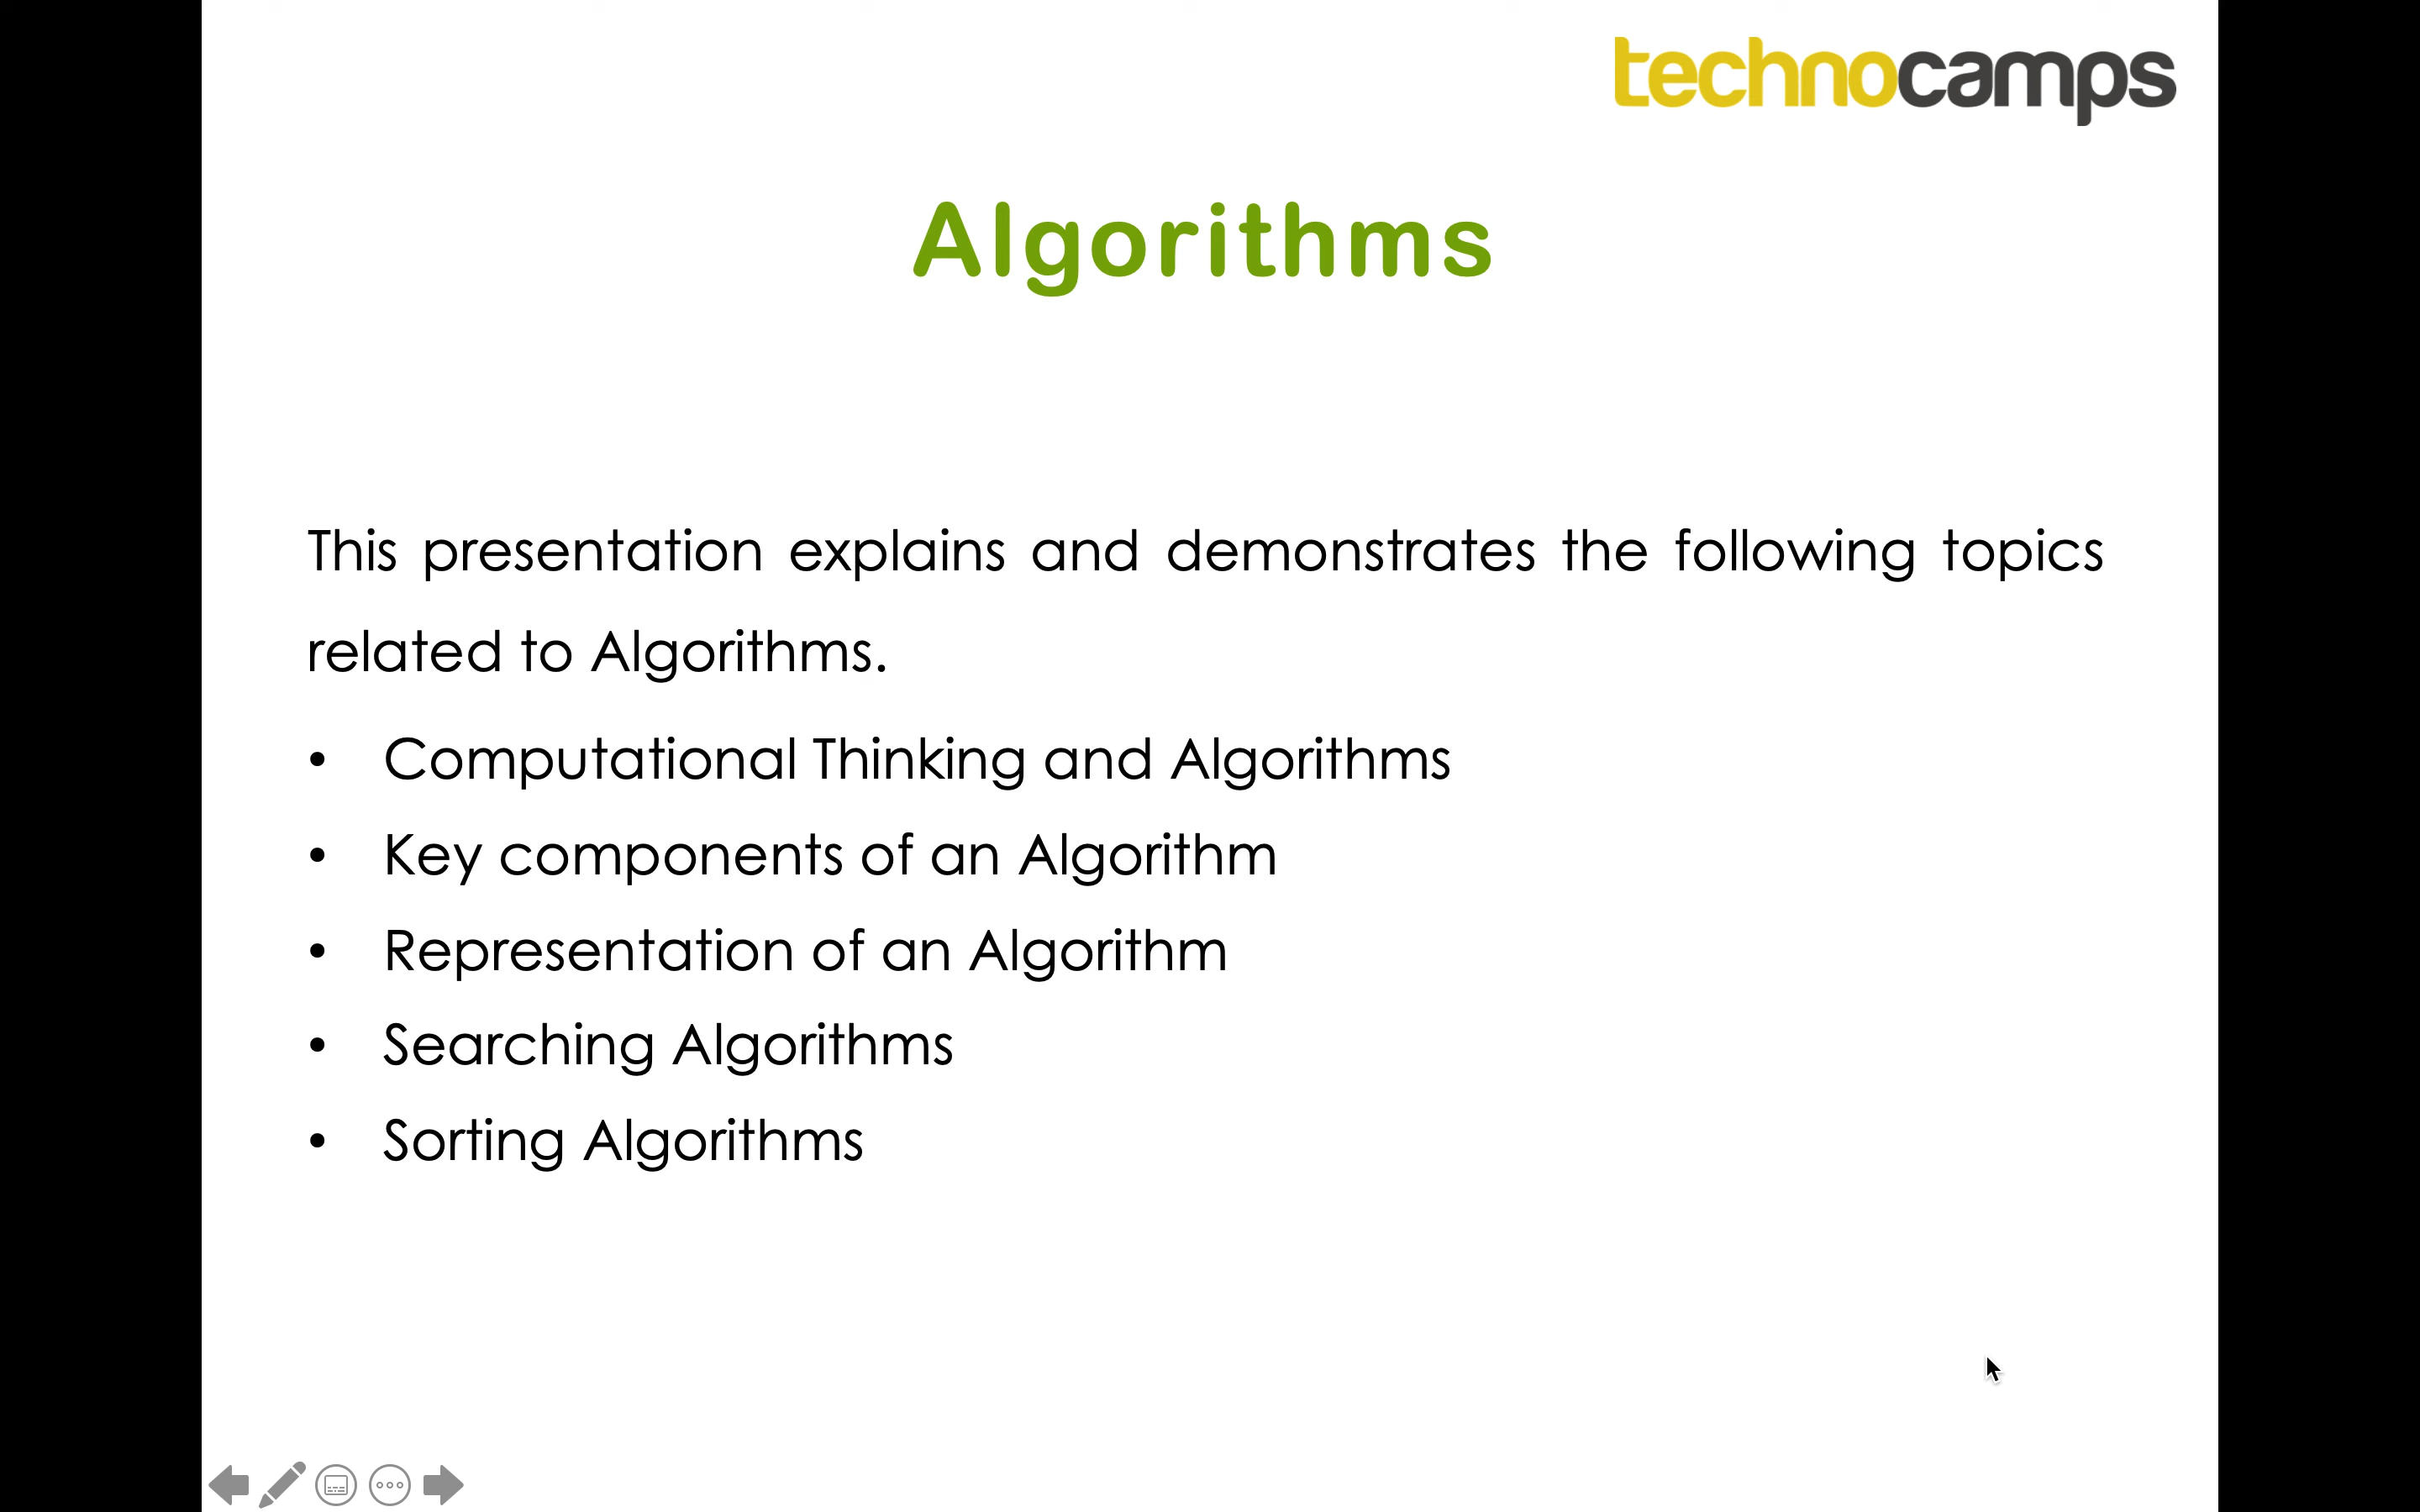 technocamps
Algorithms
This presentation explains and demonstrates the following topics
related to Algorithms.
• Computational Thinking and Algorithms
• Key components of an Algorithm
• Representation of an Algorithm
• Searching Algorithms
• Sorting Algorithms